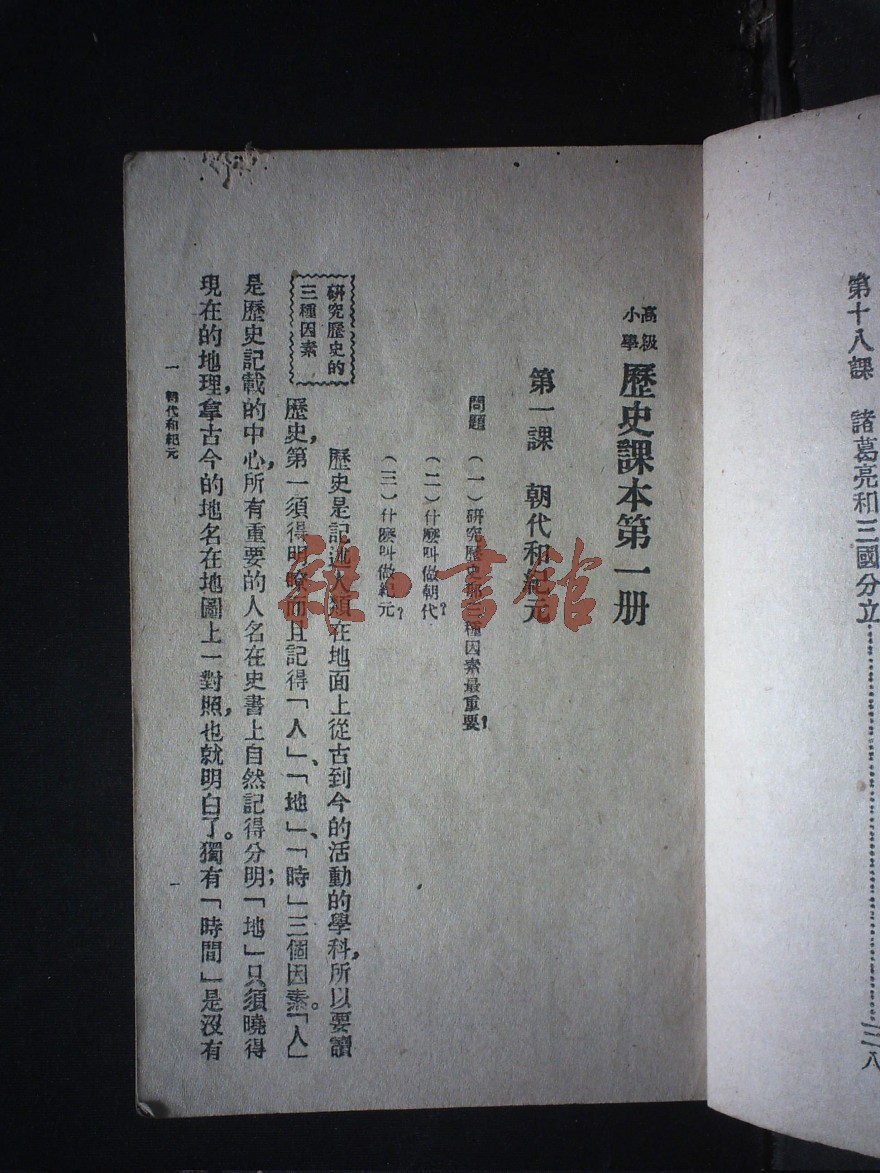 第十八課　諸葛亮和三國分立……三八
高級小學　歷史課本第一册
第一課　朝代和紀元
問題　(一)研究歷史那三種因素最重要?
(二)什麼叫做朝代?
(三)什麼叫做紀元?
研究歷史的
三種因素
歷史是記述人類在地面上從古到今的活動的學科,所以要讀
歷史,第一須得明瞭而且記得「人」、「地」、「時」三個因素。「人」
是歷史記載的中心,所有重要的人名在史書上自然記得分明;「地」只須曉得
現在的地理,拿古今的地名在地圖上一對照,也就明白了。獨有「時間」是沒有
一　朝代和紀元
一
雜·書館